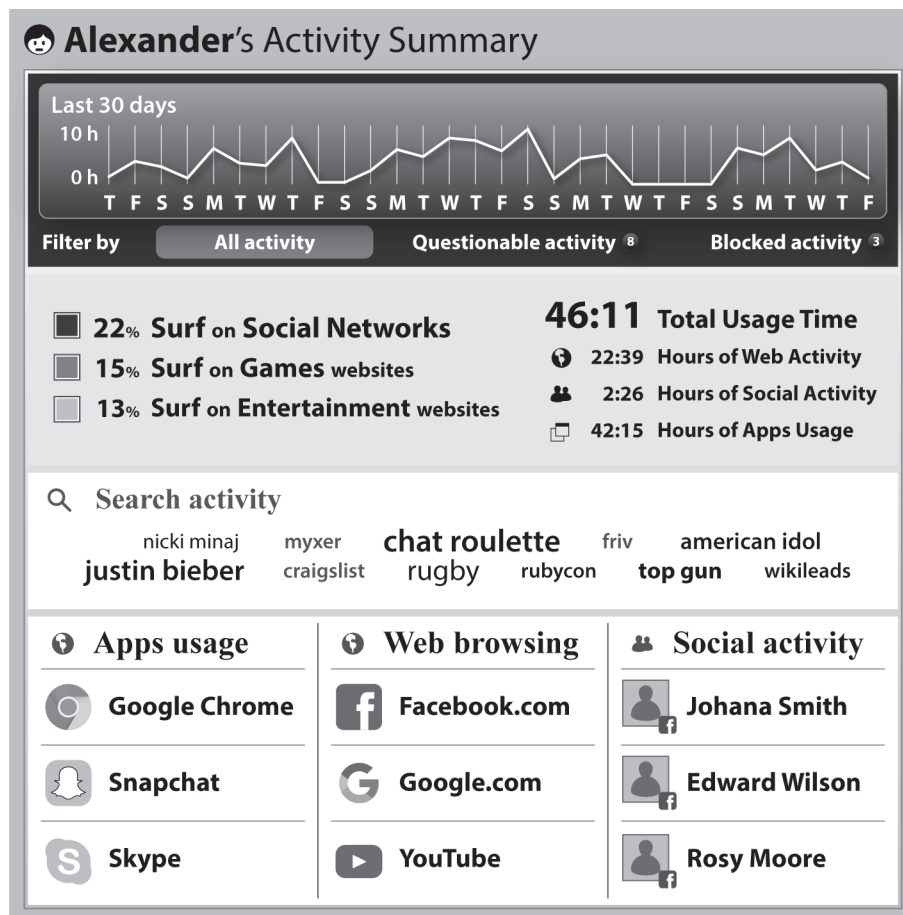 Alexander's Activity Summary
Last 30 days
10 h
0 h
T F S S M T W T F S S M T W T F S S M T W T F S S M T W T F
Filter by All activity Questionable activity 8 Blocked activity 3
22% Surf on Social Networks
15% Surf on Games websites
13% Surf on Entertainment websites
46:11 Total Usage Time
22:39 Hours of Web Activity
2:26 Hours of Social Activity
42:15 Hours of Apps Usage
Search activity
nicki minaj myxer chat roulette friv american idol
justin bieber craigslist rugby rubycon top gun wikileads
Apps usage
Google Chrome
Snapchat
Skype
Web browsing
Facebook.com
Google.com
YouTube
Social activity
Johana Smith
Edward Wilson
Rosy Moore